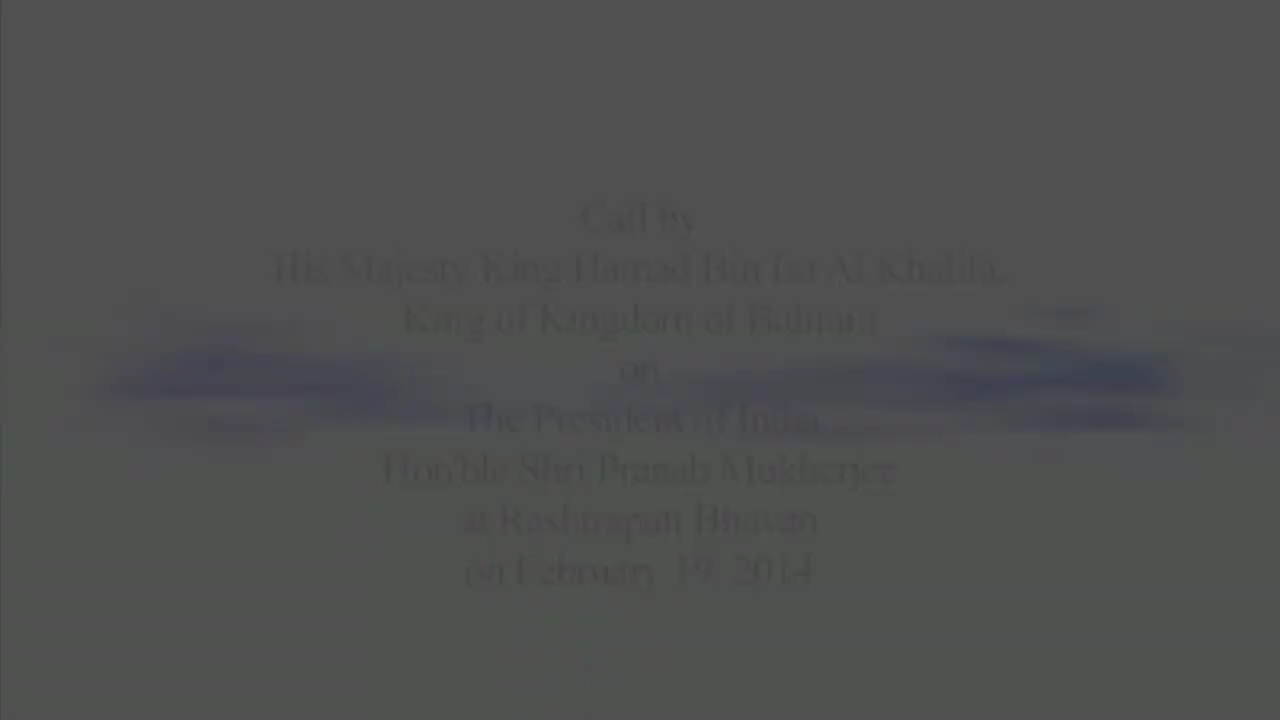 Call by
His Majesty King Hamad Bin Isa Al Khalifa,
King of Kingdom of Bahrain
on
The President of India
Hon'ble Shri Pranab Mukherjee
at Rashtrapati Bhavan
on February 19, 2014